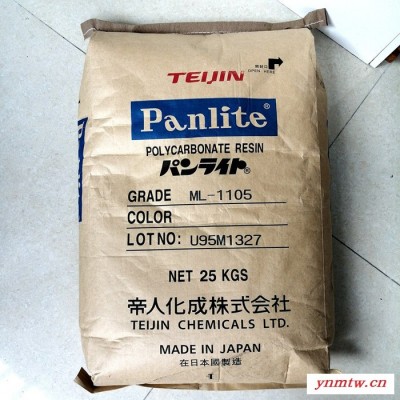 OPEN HERE
TEIJIN
Panlite®
POLYCARBONATE RESIN
パンライト®
GRADE ML-1105
COLOR
LOT NO: U95M1327
NET 25 KGS
帝人化成株式会社
TEIJIN CHEMICALS LTD.
MADE IN JAPAN
在日本國製造
ynmtw.cn